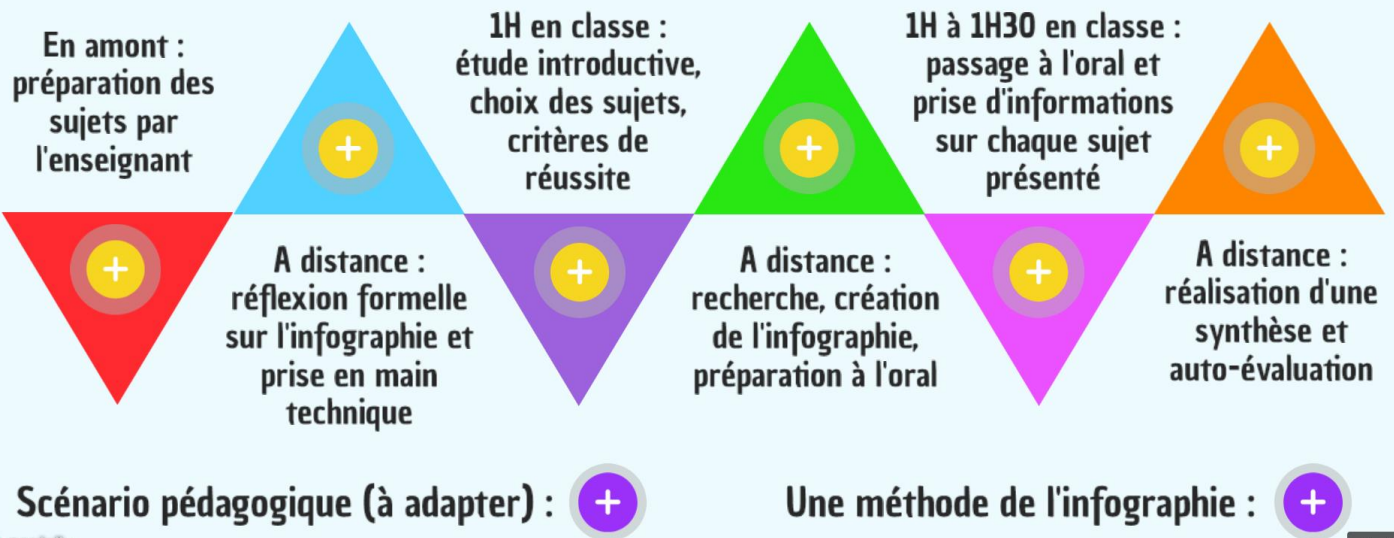 En amont :
préparation des
sujets par
l'enseignant
A distance :
réflexion formelle
sur l'infographie et
prise en main
technique
1H en classe :
étude introductive,
choix des sujets,
critères de
réussite
A distance :
recherche, création
de l'infographie,
préparation à l'oral
1H à 1H30 en classe :
passage à l'oral et
prise d'informations
sur chaque sujet
présenté
A distance :
réalisation d'une
synthèse et
auto-évaluation
Scénario pédagogique (à adapter) :
Une méthode de l'infographie :